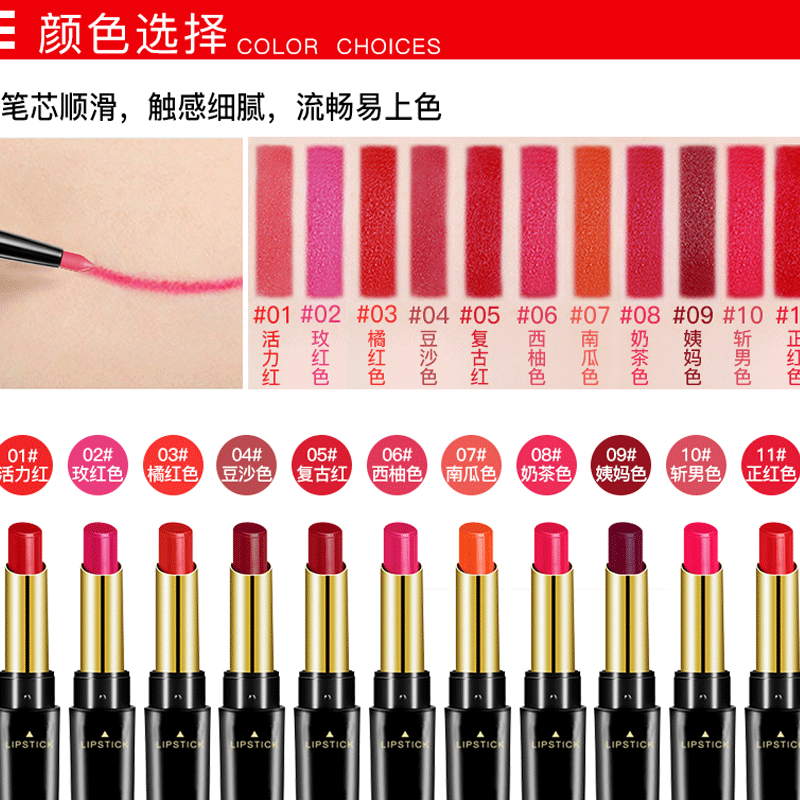 颜色选择 COLOR CHOICES
笔芯顺滑，触感细腻，流畅易上色
#01 #02 #03 #04 #05 #06 #07 #08 #09 #10 #1
活力红 玫红色 橘红色 豆沙色 复古红 西柚色 南瓜色 奶茶色 姨妈色 斩男色 正红色
01# 02# 03# 04# 05# 06# 07# 08# 09# 10# 11#
活力红 玫红色 橘红色 豆沙色 复古红 西柚色 南瓜色 奶茶色 姨妈色 斩男色 正红色
LIPSTICK LIPSTICK LIPSTICK LIPSTICK LIPSTICK LIPSTICK LIPSTICK LIPSTICK LIPSTICK LIPSTICK LIPSTICK